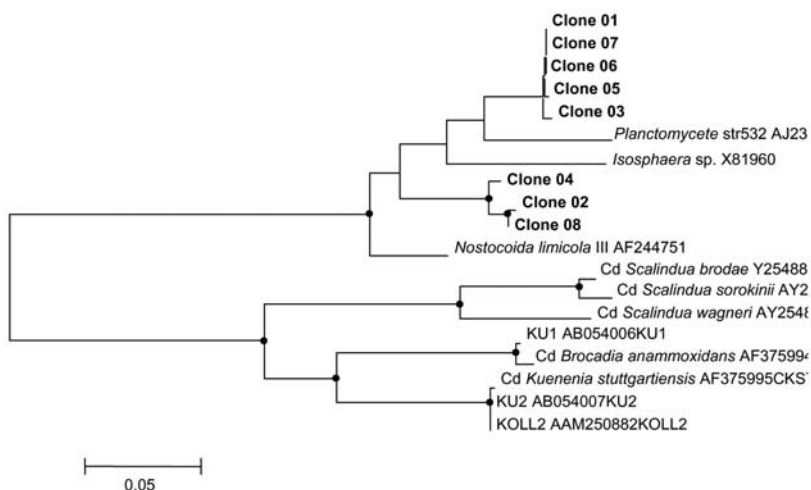 Clone 01
Clone 07
Clone 06
Clone 05
Clone 03
Planctomycete str532 AJ23
Isosphaera sp. X81960
Clone 04
Clone 02
Clone 08
Nostocoida limicola III AF244751
Cd Scalindua brodae Y25488
Cd Scalindua sorokinii AY2
Cd Scalindua wagneri AY254
KU1 AB054006KU1
Cd Brocadia anammoxidans AF375994
Cd Kuenenia stuttgartiensis AF375995CKS
KU2 AB054007KU2
KOLL2 AAM250882KOLL2
0.05